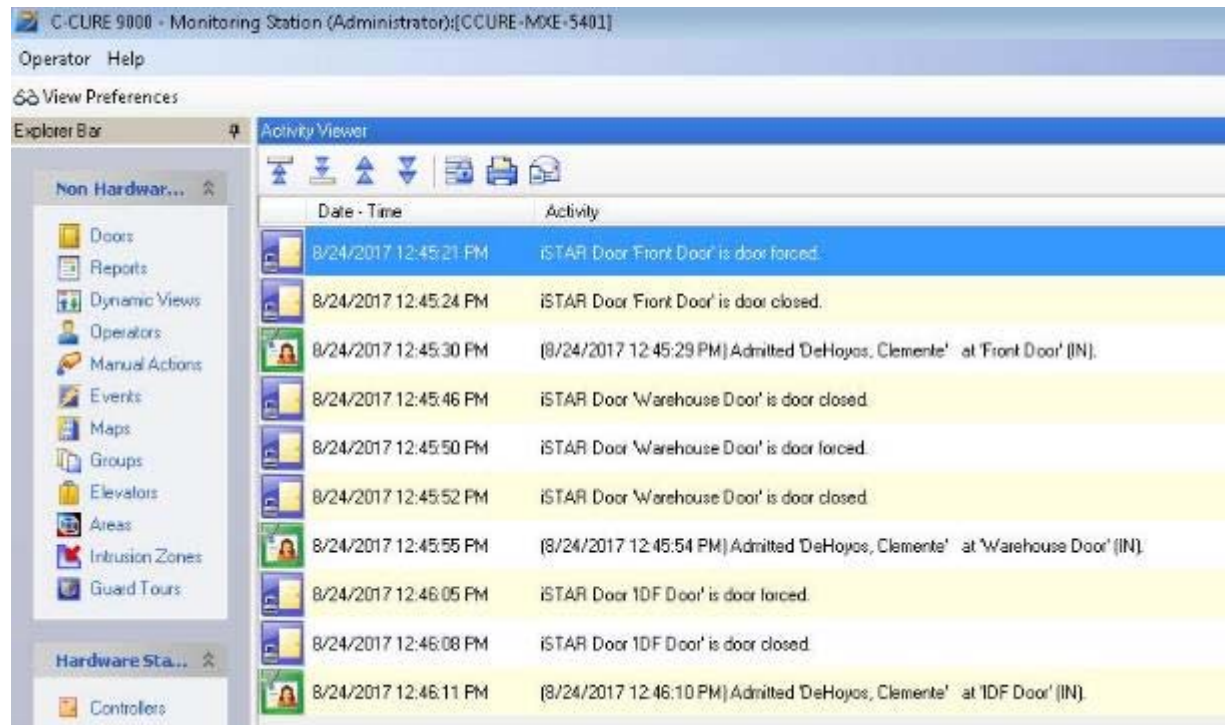 C-CURE 9000 - Monitoring Station (Administrator):[CCURE-MXE-5401]
Operator Help
View Preferences
Explorer Bar
Activity Viewer
Non Hardwar...
Doors
Reports
Dynamic Views
Operators
Manual Actions
Events
Maps
Groups
Elevators
Areas
Intrusion Zones
Guard Tours
Hardware Sta...
Controllers
Date - Time Activity
8/24/2017 12:45:21 PM iSTAR Door 'Front Door' is door forced.
8/24/2017 12:45:24 PM iSTAR Door 'Front Door' is door closed.
8/24/2017 12:45:30 PM (8/24/2017 12:45:29 PM) Admitted 'DeHoyos, Clemente' at 'Front Door' (IN).
8/24/2017 12:45:46 PM iSTAR Door 'Warehouse Door' is door closed.
8/24/2017 12:45:50 PM iSTAR Door 'Warehouse Door' is door forced.
8/24/2017 12:45:52 PM iSTAR Door 'Warehouse Door' is door closed.
8/24/2017 12:45:55 PM (8/24/2017 12:45:54 PM) Admitted 'DeHoyos, Clemente' at 'Warehouse Door' (IN).
8/24/2017 12:46:05 PM iSTAR Door 'IDF Door' is door forced.
8/24/2017 12:46:08 PM iSTAR Door 'IDF Door' is door closed.
8/24/2017 12:46:11 PM (8/24/2017 12:46:10 PM) Admitted 'DeHoyos, Clemente' at 'IDF Door' (IN).